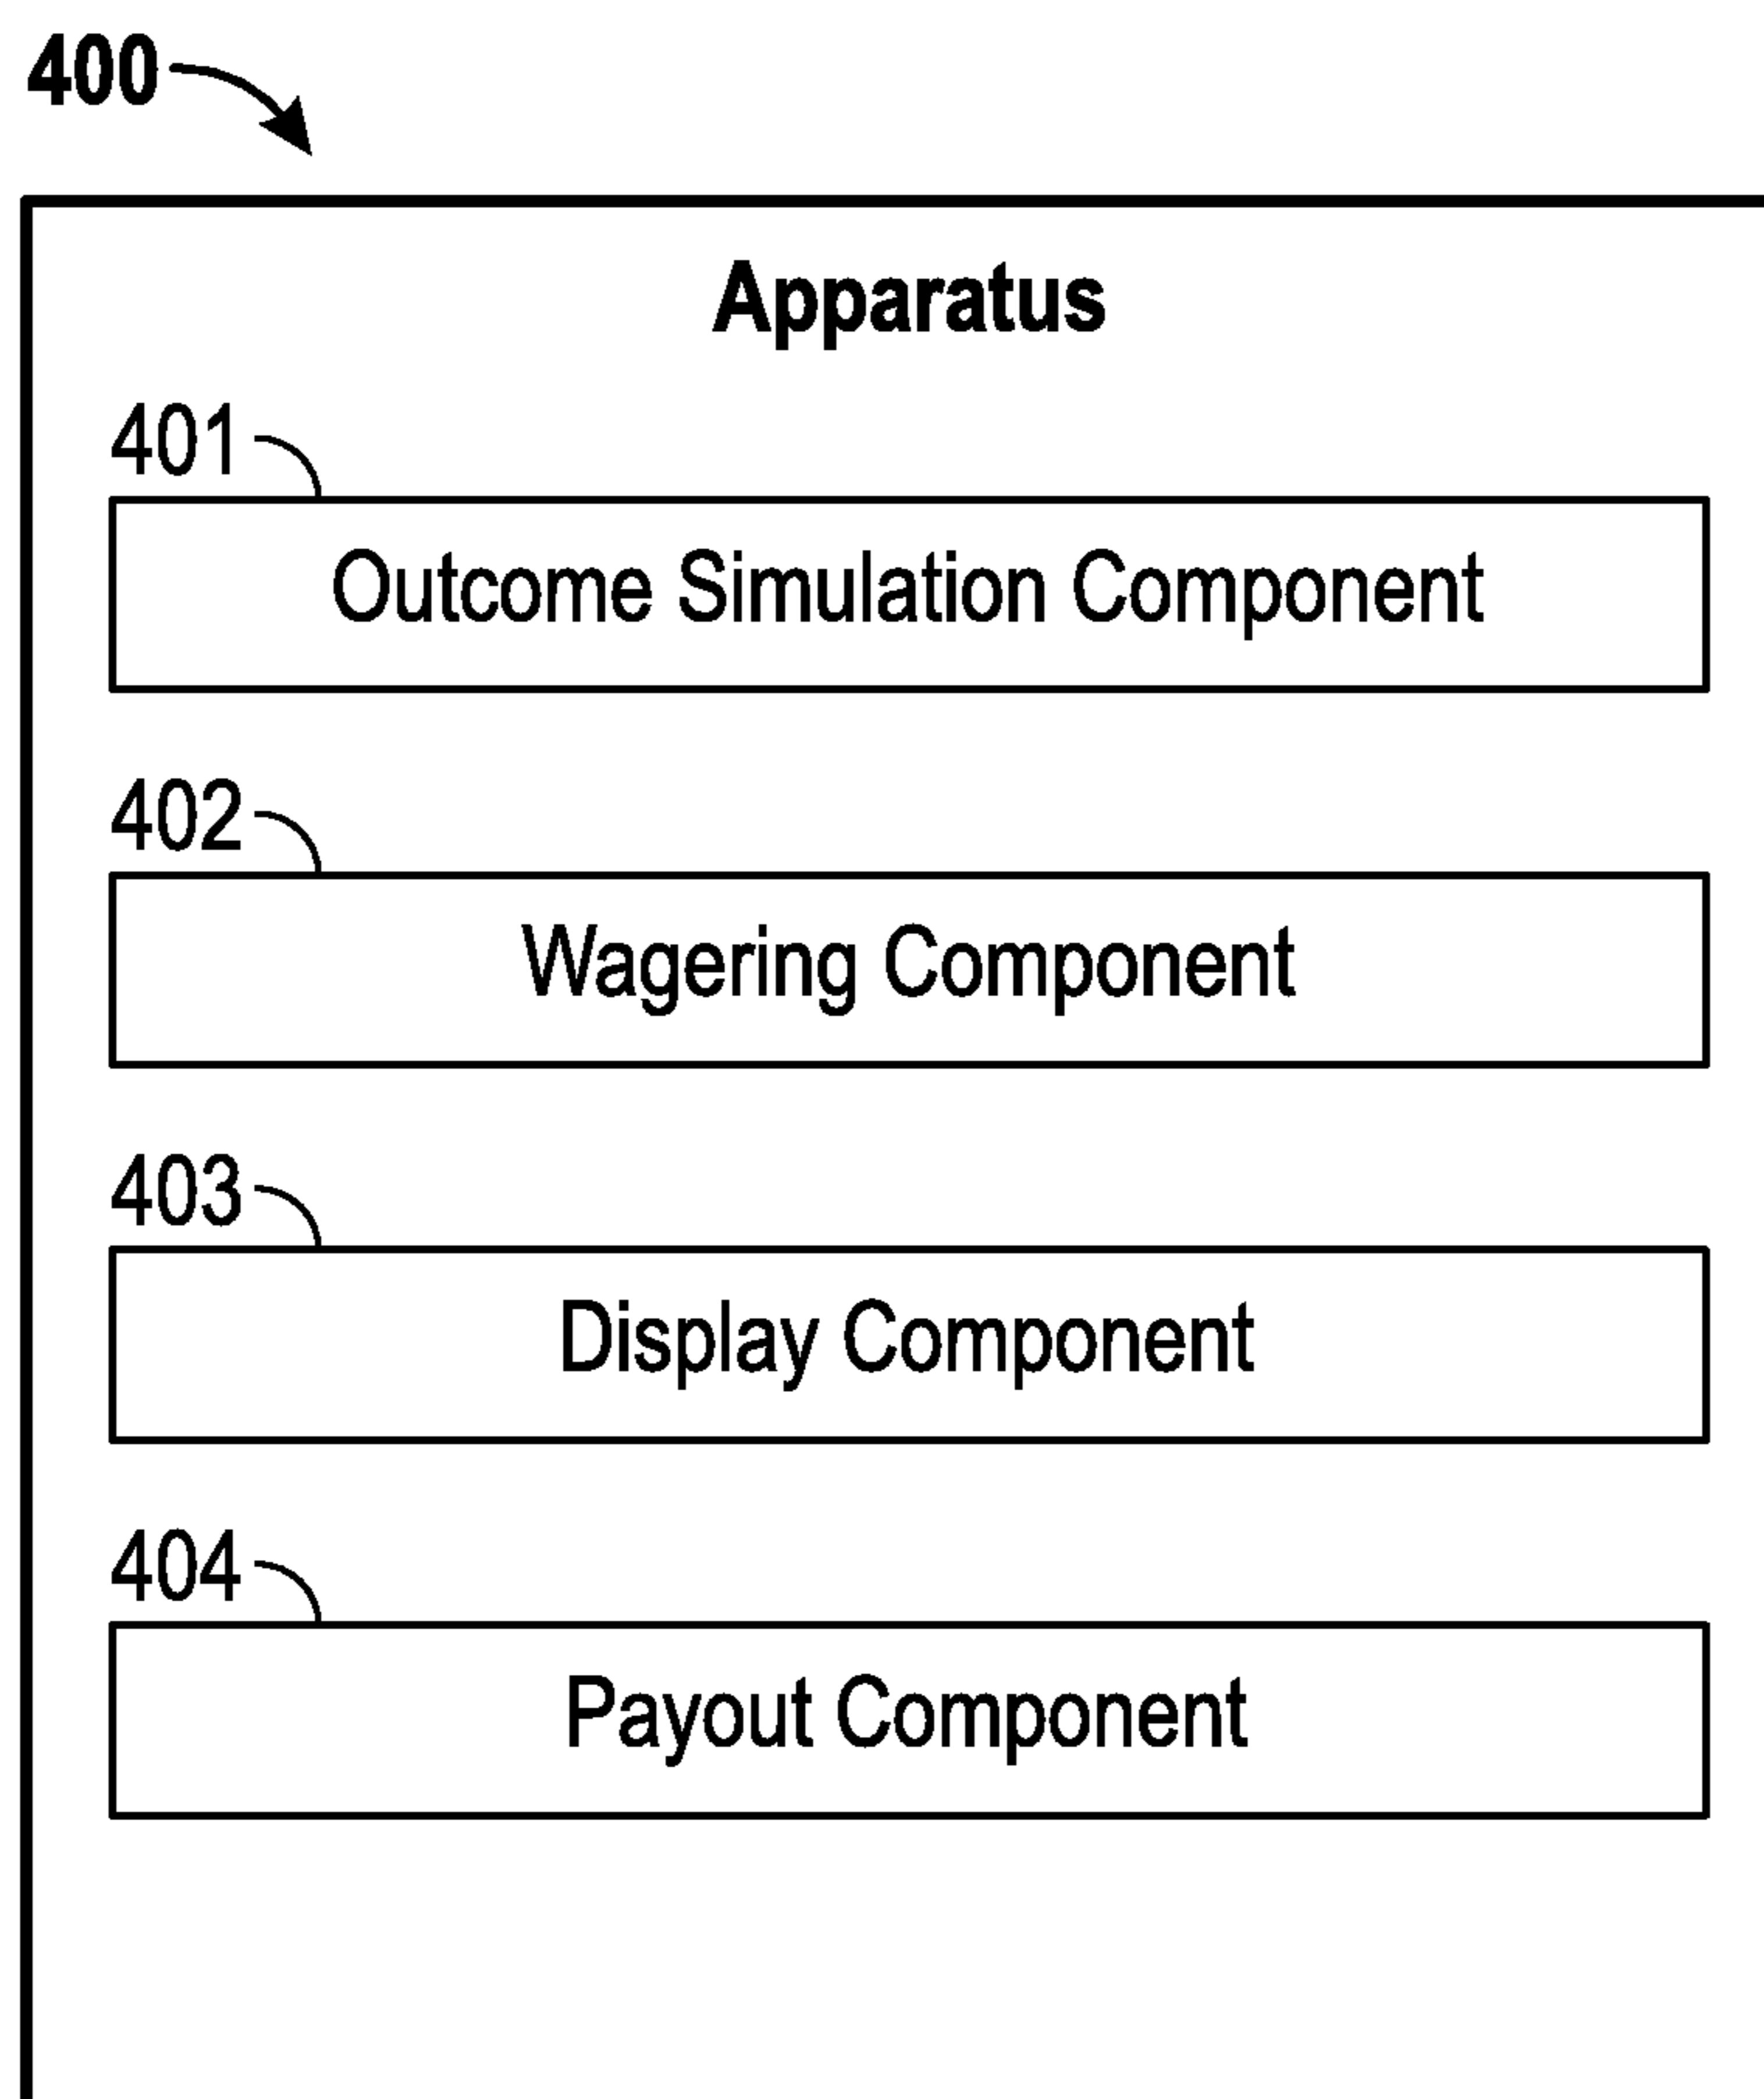 400
Apparatus
401
Outcome Simulation Component
402
Wagering Component
403
Display Component
404
Payout Component